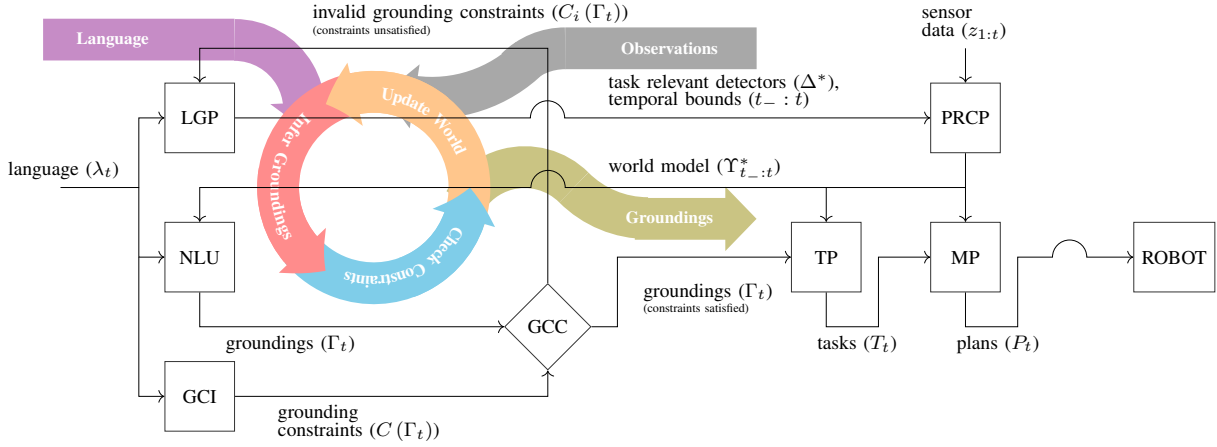 invalid grounding constraints (C_i (Γ_t))
(constraints unsatisfied)
sensor
data (z_{1:t})
Language
Observations
task relevant detectors (Δ*),
temporal bounds (t_− : t)
LGP
Update World
PRCP
Infer Groundings
language (λ_t)
world model (Υ*_{t_−:t})
Groundings
NLU
Check Constraints
TP
MP
ROBOT
groundings (Γ_t)
(constraints satisfied)
GCC
groundings (Γ_t)
tasks (T_t)
plans (P_t)
GCI
grounding
constraints (C (Γ_t))